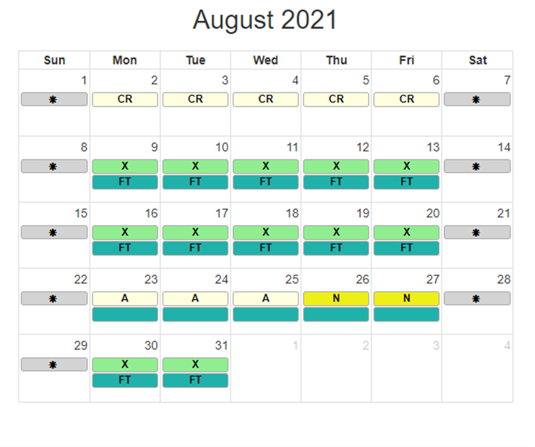 August 2021
Sun Mon Tue Wed Thu Fri Sat
1 2 3 4 5 6 7
⁕ CR CR CR CR CR ⁕
8 9 10 11 12 13 14
⁕ X X X X X ⁕
FT FT FT FT FT
15 16 17 18 19 20 21
⁕ X X X X X ⁕
FT FT FT FT FT
22 23 24 25 26 27 28
⁕ A A A N N ⁕
29 30 31 1 2 3 4
⁕ X X
FT FT